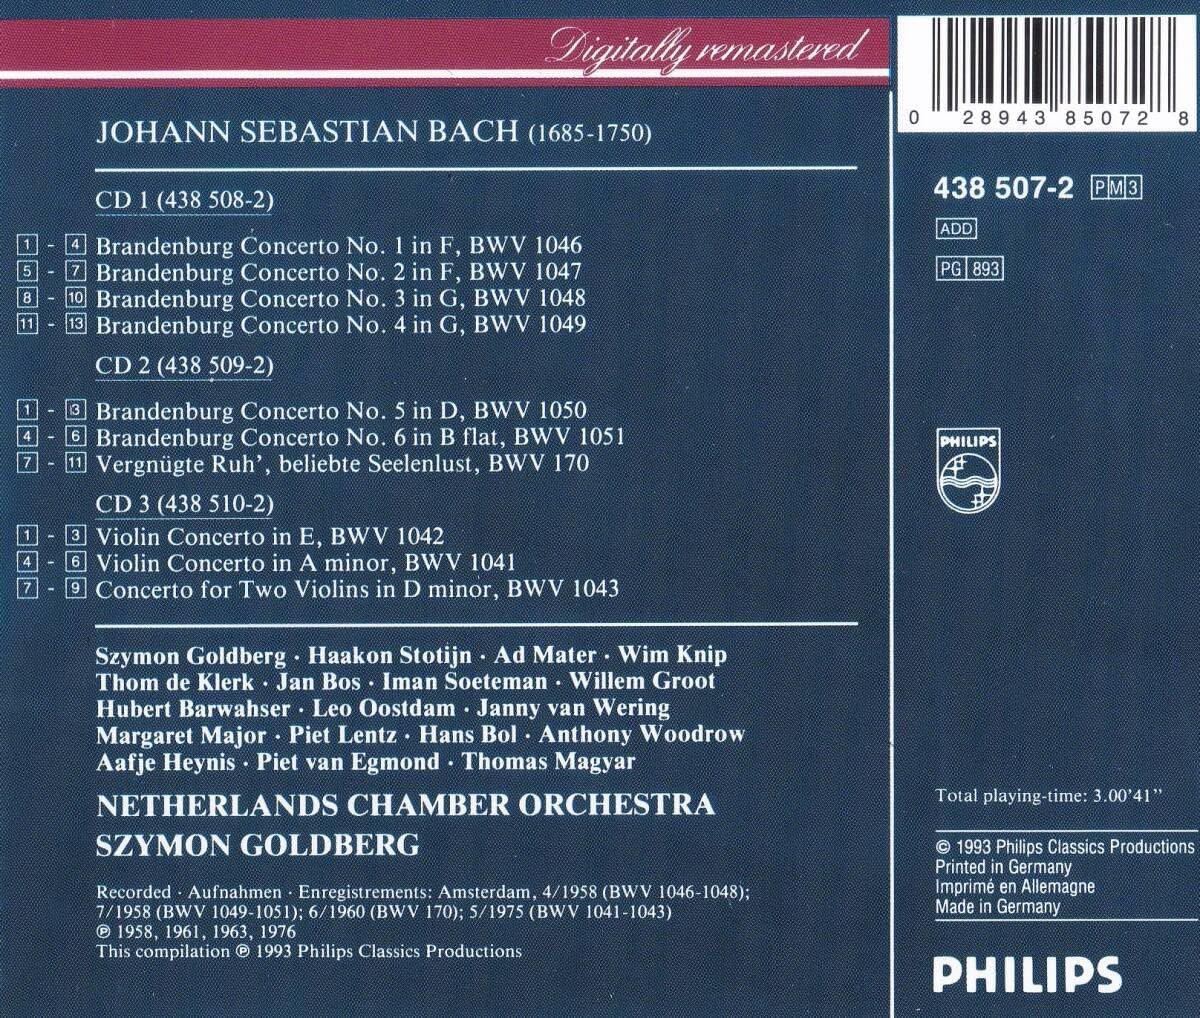 Digitally remastered
JOHANN SEBASTIAN BACH (1685-1750)
CD 1 (438 508-2)
1 - 4 Brandenburg Concerto No. 1 in F, BWV 1046
5 - 7 Brandenburg Concerto No. 2 in F, BWV 1047
8 - 10 Brandenburg Concerto No. 3 in G, BWV 1048
11 - 13 Brandenburg Concerto No. 4 in G, BWV 1049
CD 2 (438 509-2)
1 - 3 Brandenburg Concerto No. 5 in D, BWV 1050
4 - 6 Brandenburg Concerto No. 6 in B flat, BWV 1051
7 - 11 Vergnügte Ruh’, beliebte Seelenlust, BWV 170
CD 3 (438 510-2)
1 - 3 Violin Concerto in E, BWV 1042
4 - 6 Violin Concerto in A minor, BWV 1041
7 - 9 Concerto for Two Violins in D minor, BWV 1043
Szymon Goldberg · Haakon Stotijn · Ad Mater · Wim Knip
Thom de Klerk · Jan Bos · Iman Soeteman · Willem Groot
Hubert Barwahser · Leo Oostdam · Janny van Wering
Margaret Major · Piet Lentz · Hans Bol · Anthony Woodrow
Aafje Heynis · Piet van Egmond · Thomas Magyar
NETHERLANDS CHAMBER ORCHESTRA
SZYMON GOLDBERG
Recorded · Aufnahmen · Enregistrements: Amsterdam, 4/1958 (BWV 1046-1048);
7/1958 (BWV 1049-1051); 6/1960 (BWV 170); 5/1975 (BWV 1041-1043)
℗ 1958, 1961, 1963, 1976
This compilation ℗ 1993 Philips Classics Productions
0 28943 85072 8
438 507-2 PM3
ADD
PG 893
PHILIPS
Total playing-time: 3.00’41’’
© 1993 Philips Classics Productions
Printed in Germany
Imprimé en Allemagne
Made in Germany
PHILIPS